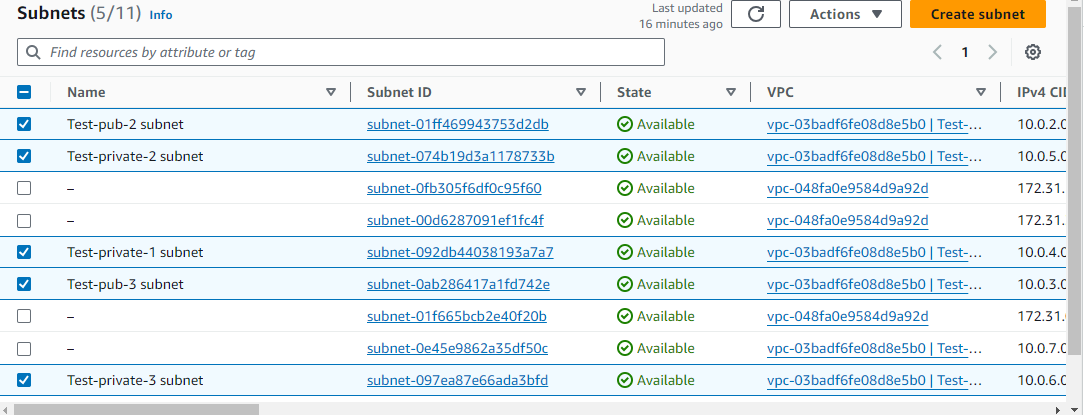 Subnets (5/11) Info
Last updated
16 minutes ago
Actions
Create subnet
Find resources by attribute or tag
1
Name Subnet ID State VPC IPv4 CID
Test-pub-2 subnet subnet-01ff469943753d2db Available vpc-03badf6fe08d8e5b0 | Test-… 10.0.2.0
Test-private-2 subnet subnet-074b19d3a1178733b Available vpc-03badf6fe08d8e5b0 | Test-… 10.0.5.0
– subnet-0fb305f6df0c95f60 Available vpc-048fa0e9584d9a92d 172.31.
– subnet-00d6287091ef1fc4f Available vpc-048fa0e9584d9a92d 172.31.
Test-private-1 subnet subnet-092db44038193a7a7 Available vpc-03badf6fe08d8e5b0 | Test-… 10.0.4.0
Test-pub-3 subnet subnet-0ab286417a1fd742e Available vpc-03badf6fe08d8e5b0 | Test-… 10.0.3.0
– subnet-01f665bcb2e40f20b Available vpc-048fa0e9584d9a92d 172.31.
– subnet-0e45e9862a35df50c Available vpc-03badf6fe08d8e5b0 | Test-… 10.0.7.0
Test-private-3 subnet subnet-097ea87e66ada3bfd Available vpc-03badf6fe08d8e5b0 | Test-… 10.0.6.0